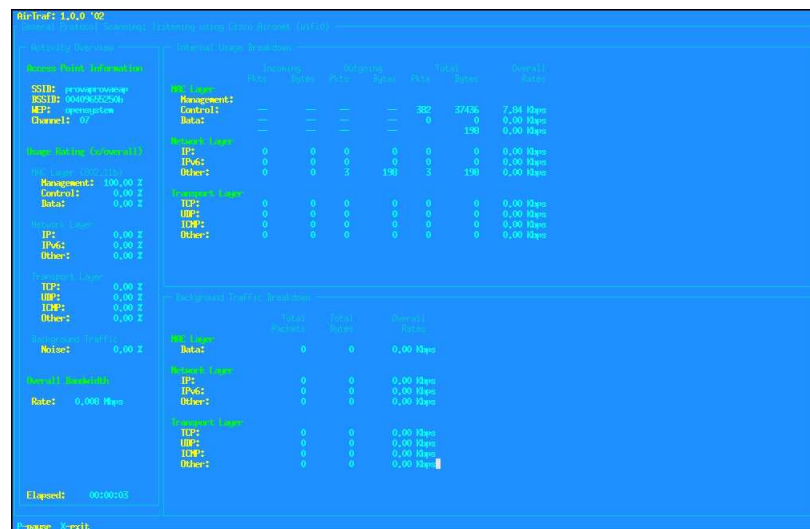 AirTraf: 1.0.0 '02
General Protocol Scanning: listening using Cisco Aironet (wifi0)
Activity Overview
Access Point Information
SSID: provaprovaeap
BSSID: 00409655250b
WEP: opensystem
Channel: 07
Usage Rating (x/overall)
MAC Layer (802.11b)
Management: 100,00 %
Control: 0,00 %
Data: 0,00 %
Network Layer
IP: 0,00 %
IPv6: 0,00 %
Other: 0,00 %
Transport Layer
TCP: 0,00 %
UDP: 0,00 %
ICMP: 0,00 %
Other: 0,00 %
Background Traffic
Noise: 0,00 %
Overall Bandwidth
Rate: 0,008 Mbps
Elapsed: 00:00:03
Internal Usage Breakdown
Incoming Outgoing Total Overall
Pkts Bytes Pkts Bytes Pkts Bytes Rates
MAC Layer
Management:
Control: — — — — 382 37436 7,84 Kbps
Data: — — — — 0 0 0,00 Kbps
— — — — 198 0,00 Kbps
Network Layer
IP: 0 0 0 0 0 0 0,00 Kbps
IPv6: 0 0 0 0 0 0 0,00 Kbps
Other: 0 0 3 198 3 198 0,00 Kbps
Transport Layer
TCP: 0 0 0 0 0 0 0,00 Kbps
UDP: 0 0 0 0 0 0 0,00 Kbps
ICMP: 0 0 0 0 0 0 0,00 Kbps
Other: 0 0 0 0 0 0 0,00 Kbps
Background Traffic Breakdown
Total Total Overall
Packets Bytes Rates
MAC Layer
Data: 0 0 0,00 Kbps
Network Layer
IP: 0 0 0,00 Kbps
IPv6: 0 0 0,00 Kbps
Other: 0 0 0,00 Kbps
Transport Layer
TCP: 0 0 0,00 Kbps
UDP: 0 0 0,00 Kbps
ICMP: 0 0 0,00 Kbps
Other: 0 0 0,00 Kbps
P-pause X-exit